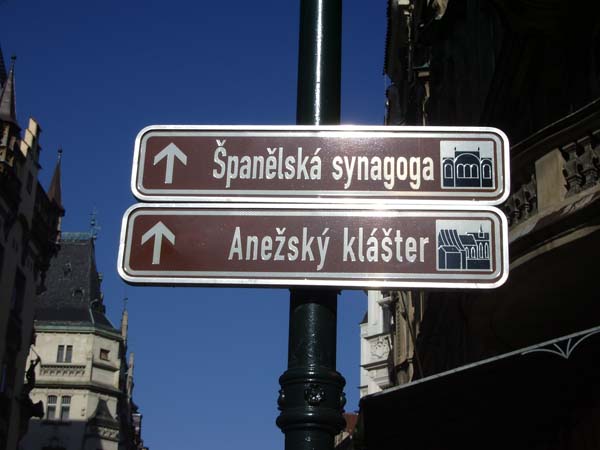 Španělská synagoga
Anežský klášter